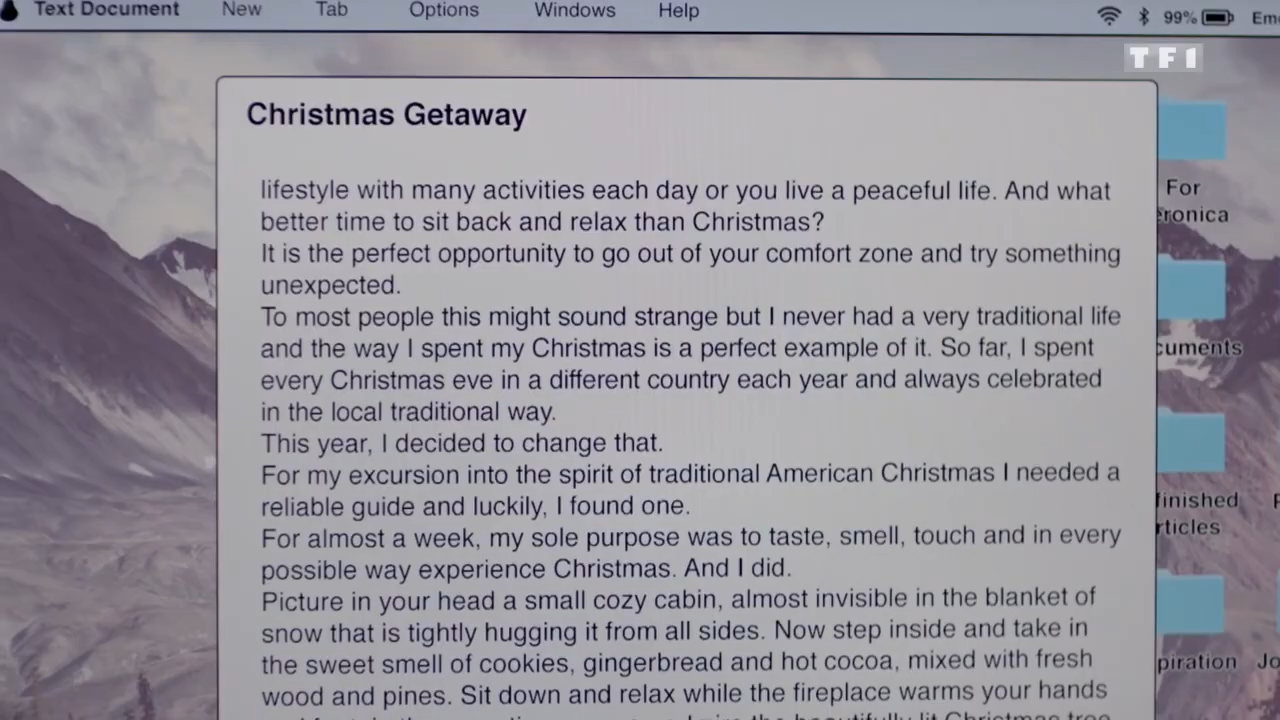 Text Document New Tab Options Windows Help 99%
TF1
Christmas Getaway
lifestyle with many activities each day or you live a peaceful life. And what
better time to sit back and relax than Christmas?
It is the perfect opportunity to go out of your comfort zone and try something
unexpected.
To most people this might sound strange but I never had a very traditional life
and the way I spent my Christmas is a perfect example of it. So far, I spent
every Christmas eve in a different country each year and always celebrated
in the local traditional way.
This year, I decided to change that.
For my excursion into the spirit of traditional American Christmas I needed a
reliable guide and luckily, I found one.
For almost a week, my sole purpose was to taste, smell, touch and in every
possible way experience Christmas. And I did.
Picture in your head a small cozy cabin, almost invisible in the blanket of
snow that is tightly hugging it from all sides. Now step inside and take in
the sweet smell of cookies, gingerbread and hot cocoa, mixed with fresh
wood and pines. Sit down and relax while the fireplace warms your hands
For